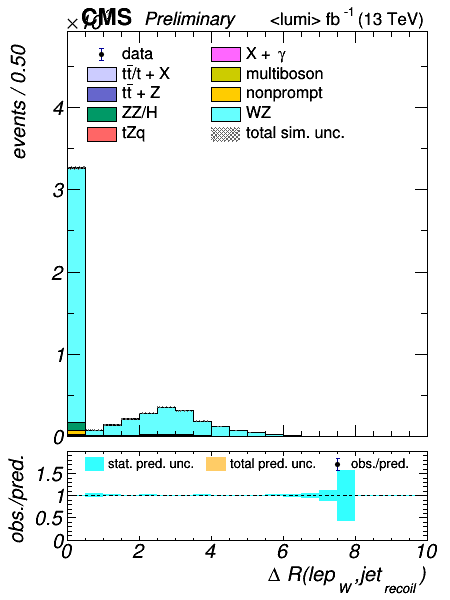 CMS Preliminary <lumi> fb⁻¹ (13 TeV)
events / 0.50
data
tt̄/t + X
tt̄ + Z
ZZ/H
tZq
X + γ
multiboson
nonprompt
WZ
total sim. unc.
4
3
2
1
0
obs./pred.
stat. pred. unc. total pred. unc. obs./pred.
1.5
1
0.5
0
0 2 4 6 8 10
Δ R(lep_W,jet_recoil)